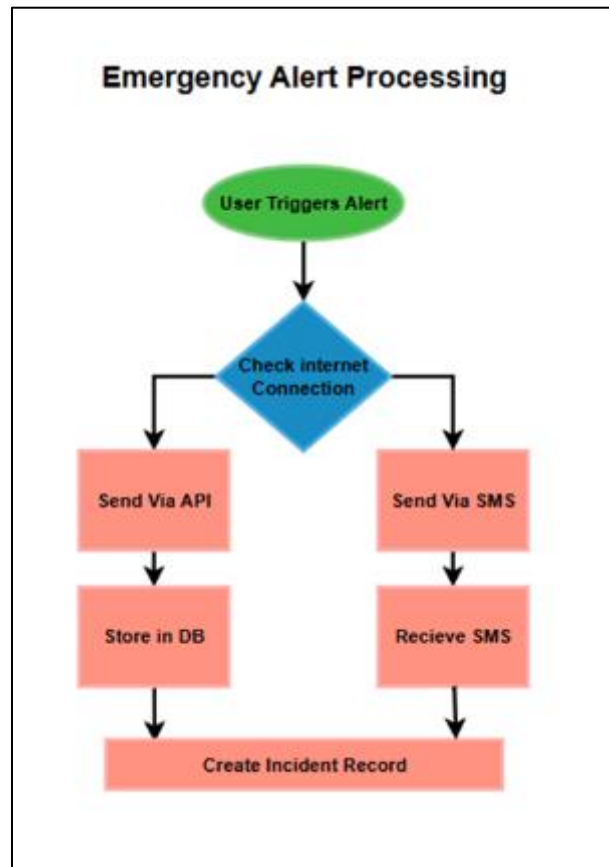 Emergency Alert Processing
User Triggers Alert
Check internet
Connection
Send Via API
Send Via SMS
Store in DB
Recieve SMS
Create Incident Record